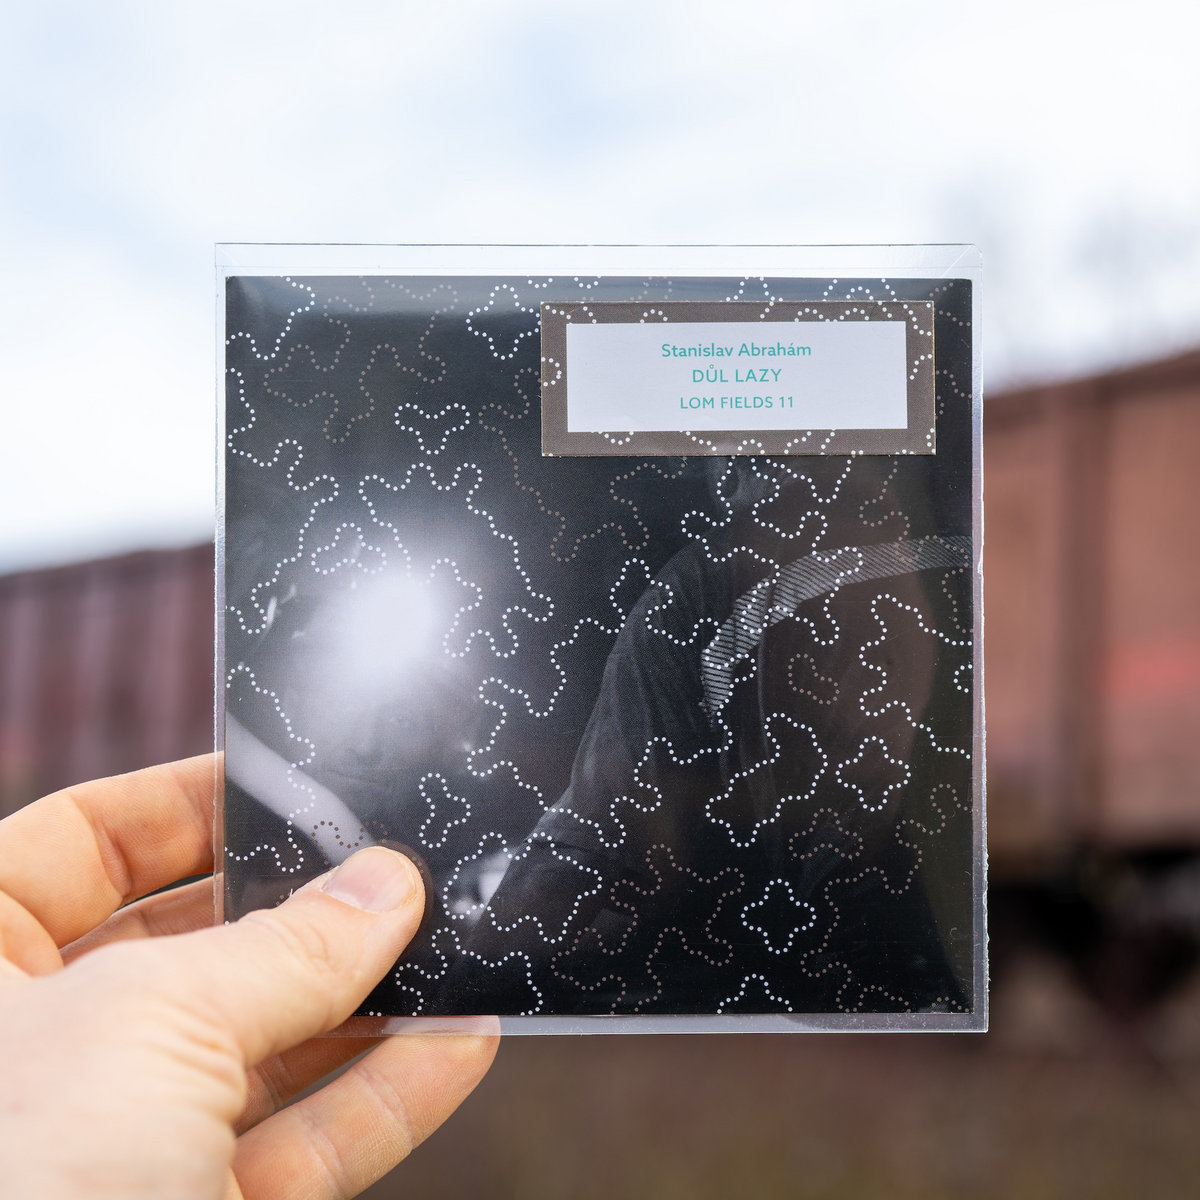 Stanislav Abrahám
DŮL LAZY
LOM FIELDS 11